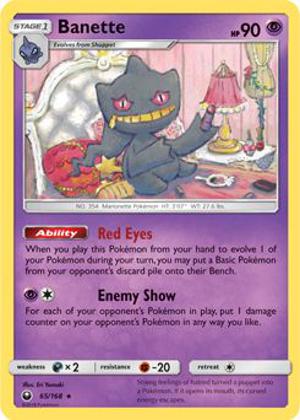 STAGE 1
Banette
HP 90
Evolves from Shuppet
NO. 354 Marionette Pokémon HT: 3'07" WT: 27.6 lbs.
Ability Red Eyes
When you play this Pokémon from your hand to evolve 1 of
your Pokémon during your turn, you may put a Basic Pokémon
from your opponent's discard pile onto their Bench.
Enemy Show
For each of your opponent's Pokémon in play, put 1 damage
counter on your opponent's Pokémon in any way you like.
weakness ×2 resistance -20 retreat
Illus. Eri Yamaki
65/168 ★
©2018 Pokémon
Strong feelings of hatred turned a puppet
into a Pokémon. If it opens its mouth, its cursed
energy escapes.